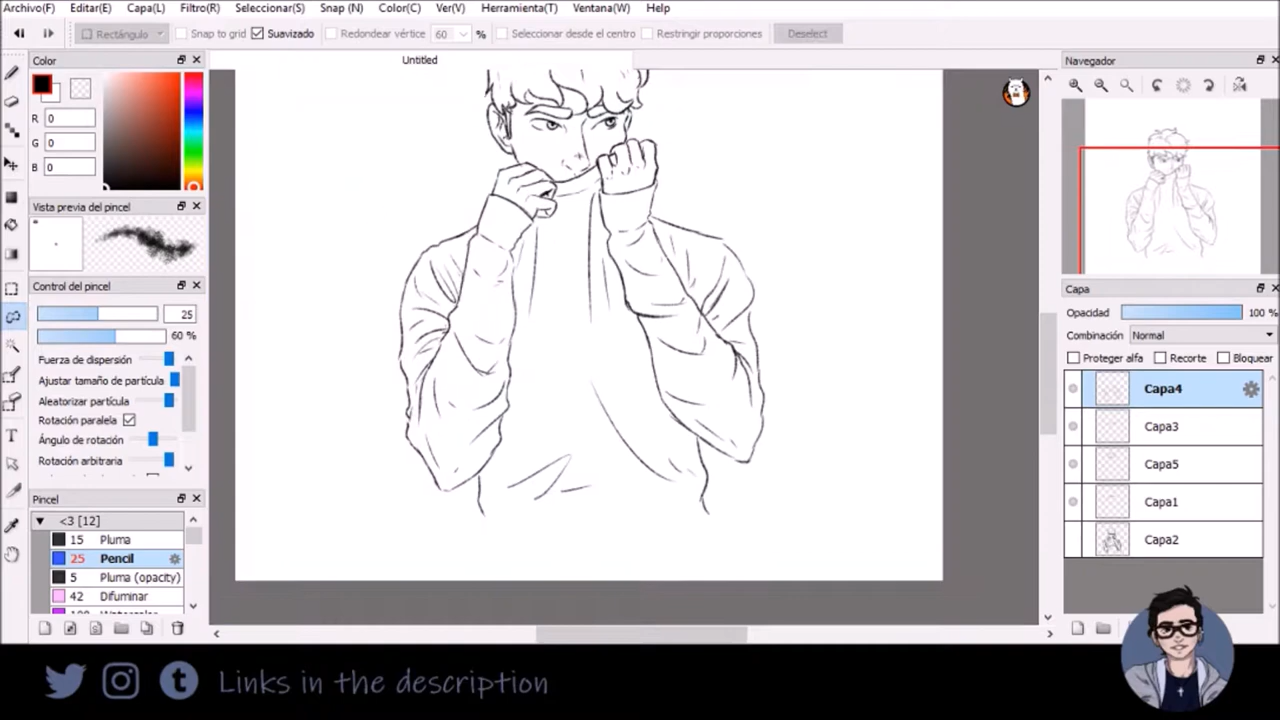 Archivo(F) Editar(E) Capa(L) Filtro(R) Seleccionar(S) Snap (N) Color(C) Ver(V) Herramienta(T) Ventana(W) Help
Rectángulo Snap to grid Suavizado Redondear vértice 60 % Seleccionar desde el centro Restringir proporciones Deselect
Color
Untitled
Navegador
R 0
G 0
B 0
Vista previa del pincel
Control del pincel
25
60 %
Fuerza de dispersión
Ajustar tamaño de partícula
Aleatorizar partícula
Rotación paralela
Ángulo de rotación
Rotación arbitraria
Pincel
<3 [12]
15 Pluma
25 Pencil
5 Pluma (opacity)
42 Difuminar
Capa
Opacidad 100 %
Combinación Normal
Proteger alfa Recorte Bloquear
Capa4
Capa3
Capa5
Capa1
Capa2
Links in the description